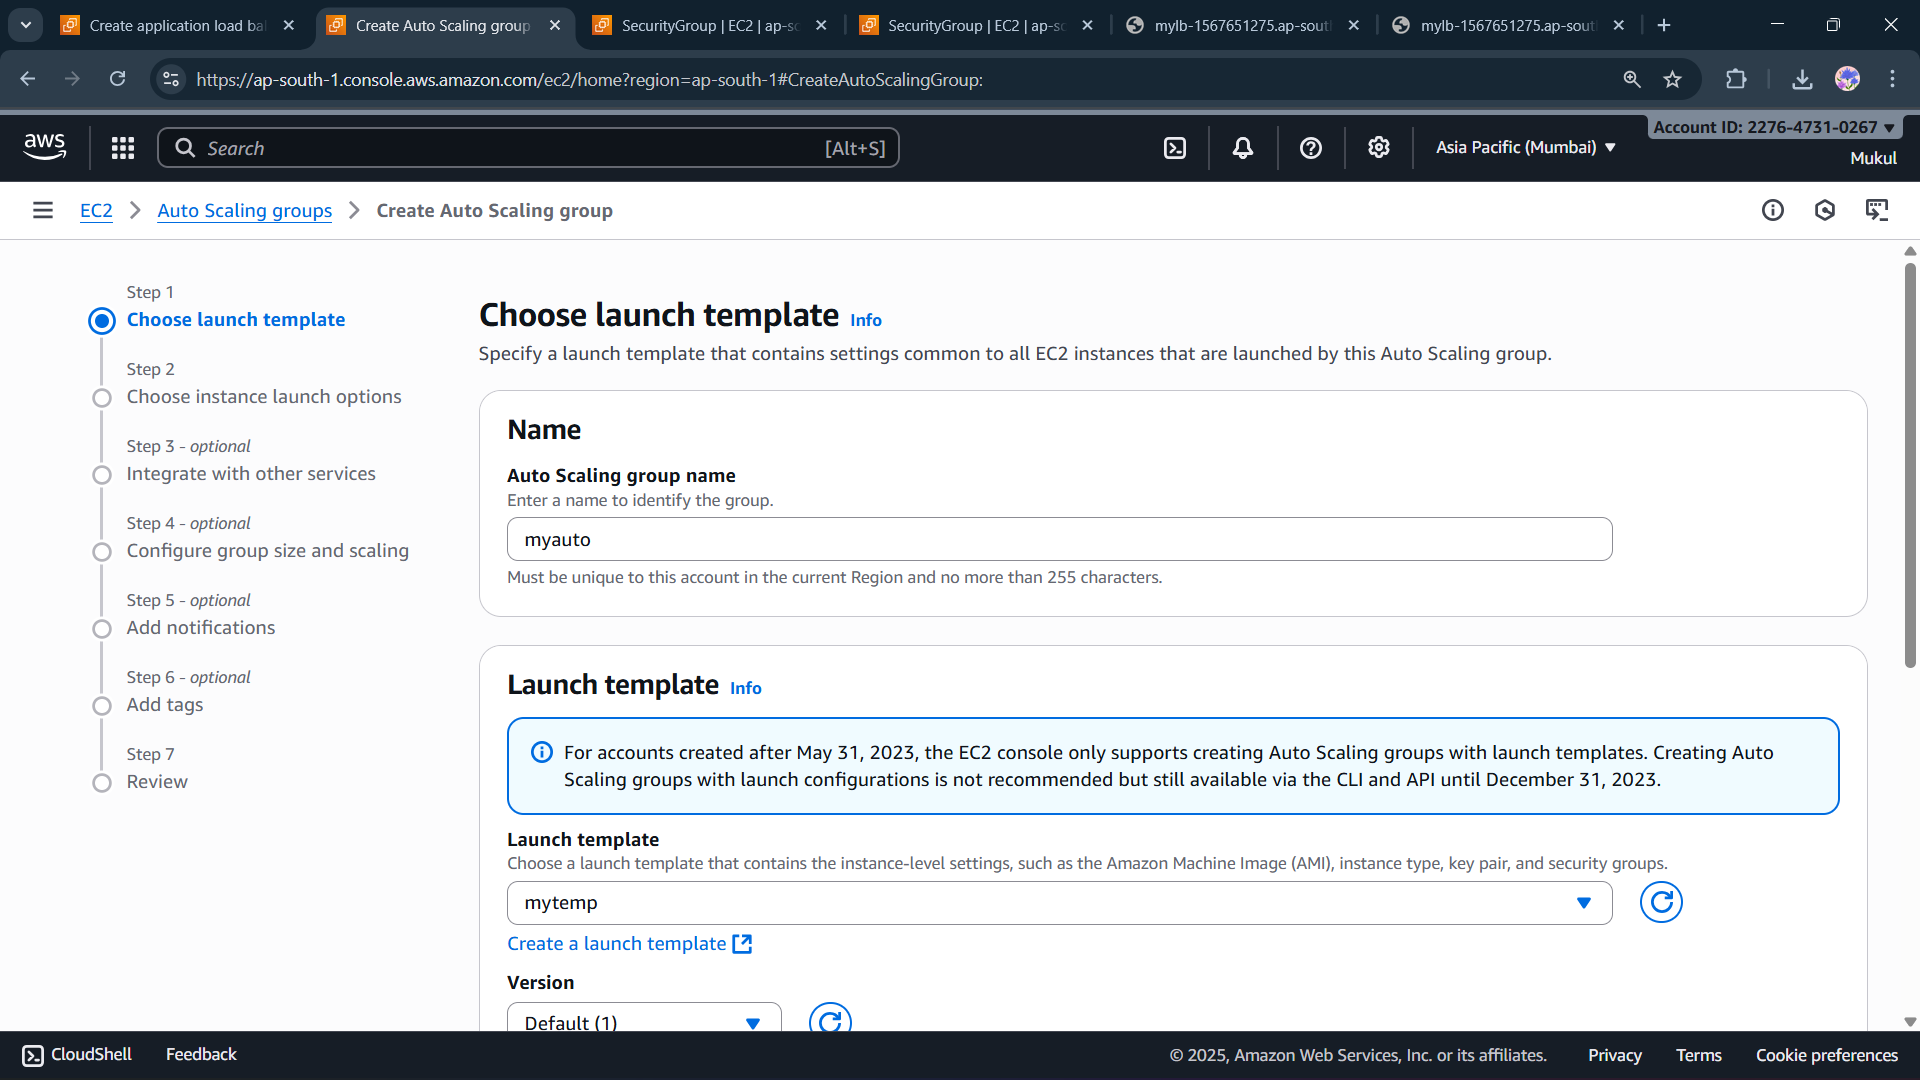 Create application load bal
Create Auto Scaling group
SecurityGroup | EC2 | ap-so
SecurityGroup | EC2 | ap-so
mylb-1567651275.ap-sout
mylb-1567651275.ap-sout
https://ap-south-1.console.aws.amazon.com/ec2/home?region=ap-south-1#CreateAutoScalingGroup:
aws
Search
[Alt+S]
Asia Pacific (Mumbai)
Account ID: 2276-4731-0267
Mukul
EC2
Auto Scaling groups
Create Auto Scaling group
Step 1
Choose launch template
Step 2
Choose instance launch options
Step 3 - optional
Integrate with other services
Step 4 - optional
Configure group size and scaling
Step 5 - optional
Add notifications
Step 6 - optional
Add tags
Step 7
Review
Choose launch template Info
Specify a launch template that contains settings common to all EC2 instances that are launched by this Auto Scaling group.
Name
Auto Scaling group name
Enter a name to identify the group.
myauto
Must be unique to this account in the current Region and no more than 255 characters.
Launch template Info
For accounts created after May 31, 2023, the EC2 console only supports creating Auto Scaling groups with launch templates. Creating Auto
Scaling groups with launch configurations is not recommended but still available via the CLI and API until December 31, 2023.
Launch template
Choose a launch template that contains the instance-level settings, such as the Amazon Machine Image (AMI), instance type, key pair, and security groups.
mytemp
Create a launch template
Version
Default (1)
CloudShell
Feedback
© 2025, Amazon Web Services, Inc. or its affiliates.
Privacy
Terms
Cookie preferences